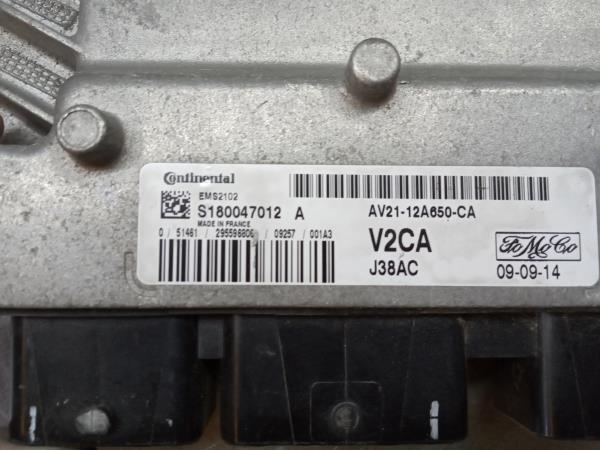 Continental
EMS2102
S180047012 A
MADE IN FRANCE
0 / 51461 / 295596806 / 09257 / 001A3
AV21-12A650-CA
V2CA
J38AC
FoMoCo
09-09-14